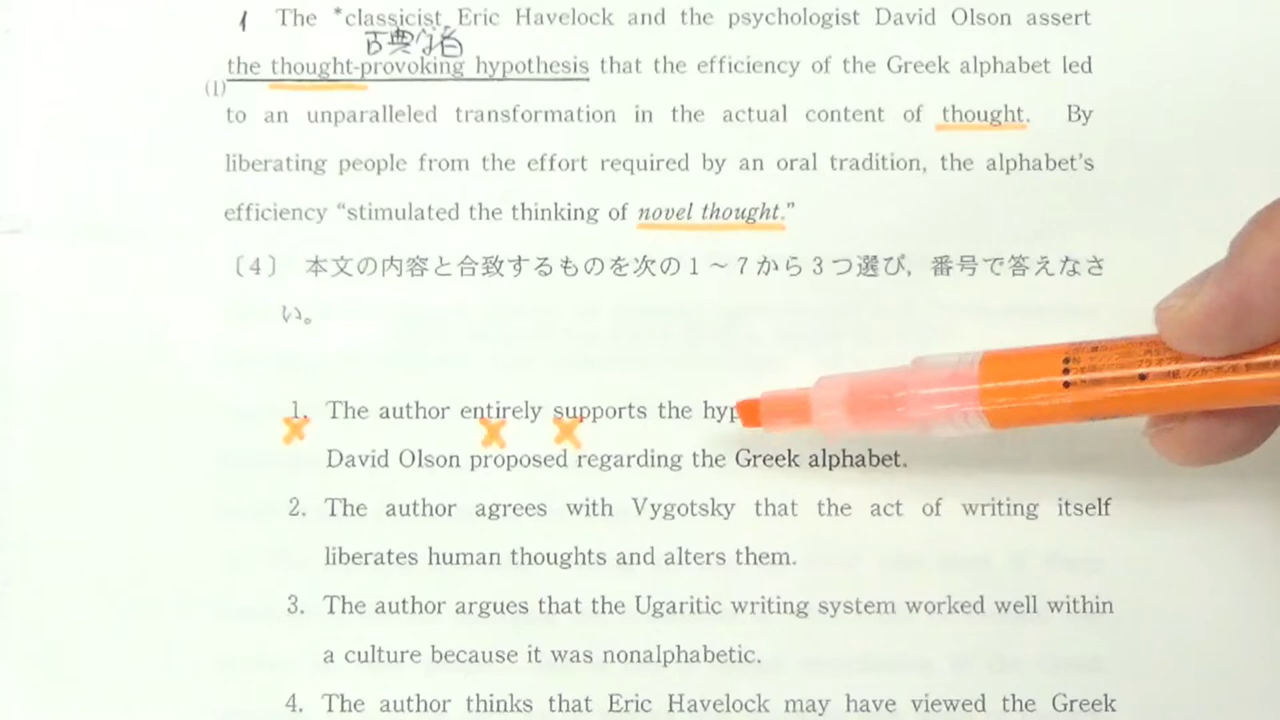 1 The *classicist Eric Havelock and the psychologist David Olson assert
古典学者
the thought-provoking hypothesis that the efficiency of the Greek alphabet led
(1)
to an unparalleled transformation in the actual content of thought. By
liberating people from the effort required by an oral tradition, the alphabet's
efficiency “stimulated the thinking of novel thought.”
〔4〕 本文の内容と合致するものを次の1～7から3つ選び，番号で答えなさ
い。
1. The author entirely supports the
David Olson proposed regarding the Greek alphabet.
2. The author agrees with Vygotsky that the act of writing itself
liberates human thoughts and alters them.
3. The author argues that the Ugaritic writing system worked well within
a culture because it was nonalphabetic.
4. The author thinks that Eric Havelock may have viewed the Greek